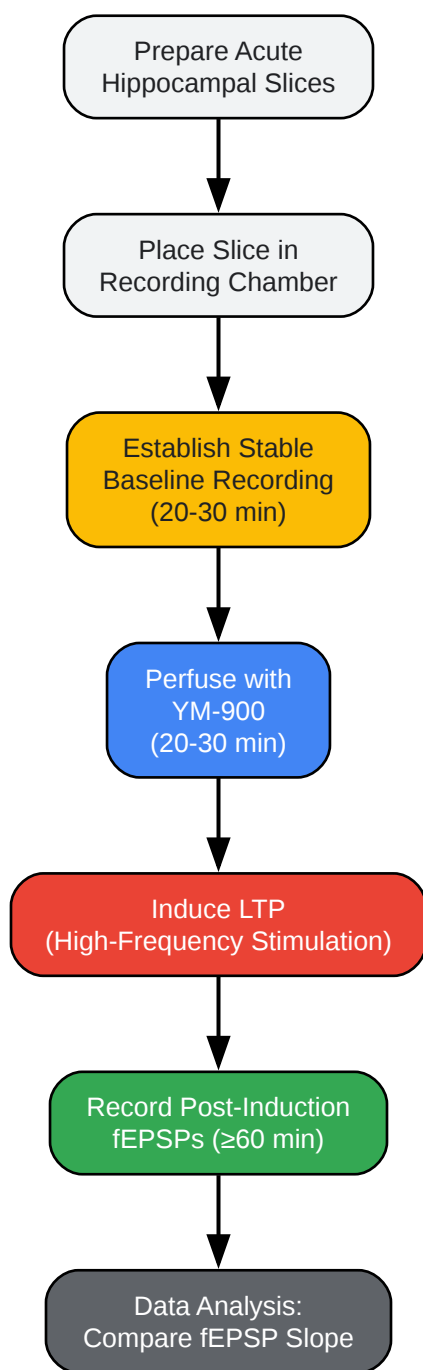 Prepare Acute
Hippocampal Slices
Place Slice in
Recording Chamber
Establish Stable
Baseline Recording
(20-30 min)
Perfuse with
YM-900
(20-30 min)
Induce LTP
(High-Frequency Stimulation)
Record Post-Induction
fEPSPs (≥60 min)
Data Analysis:
Compare fEPSP Slope